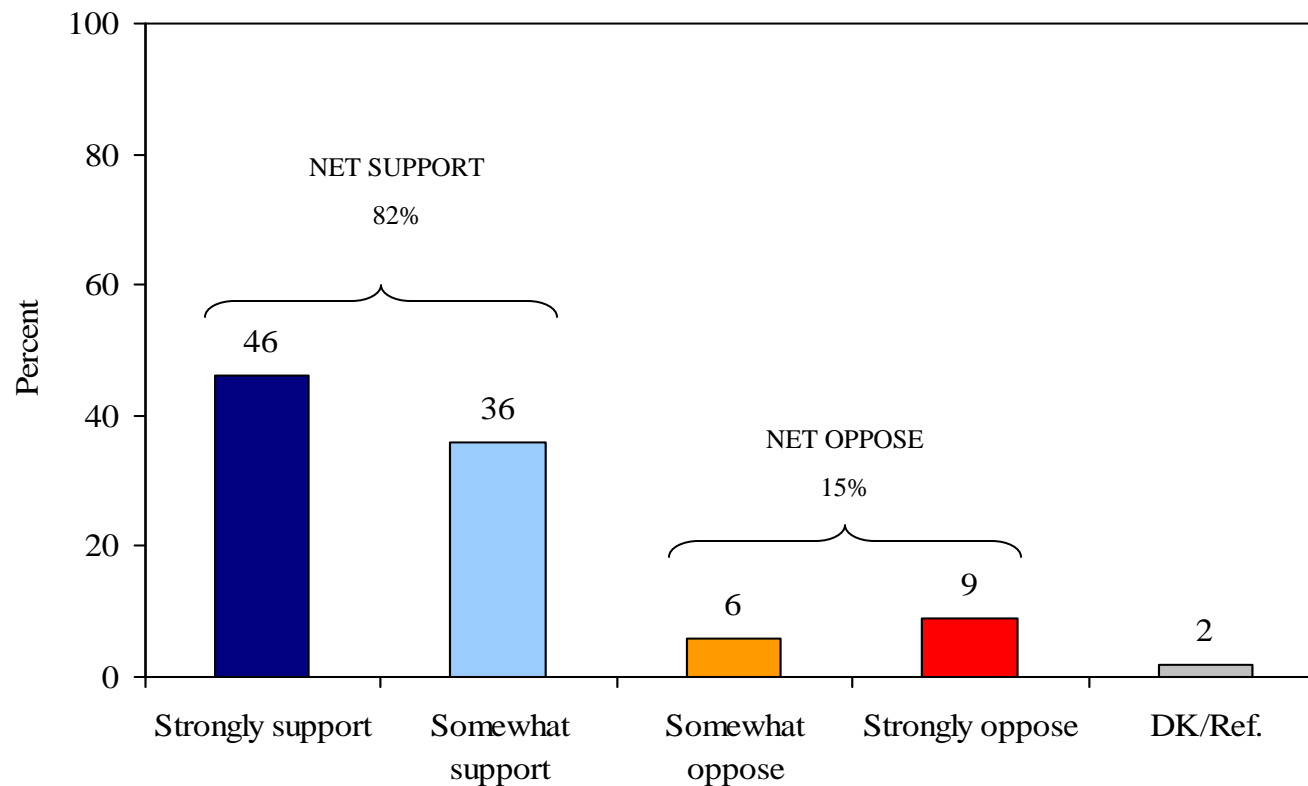 100
80
60
40
20
0
Percent
NET SUPPORT
82%
46
36
NET OPPOSE
15%
6
9
2
Strongly support
Somewhat
support
Somewhat
oppose
Strongly oppose
DK/Ref.